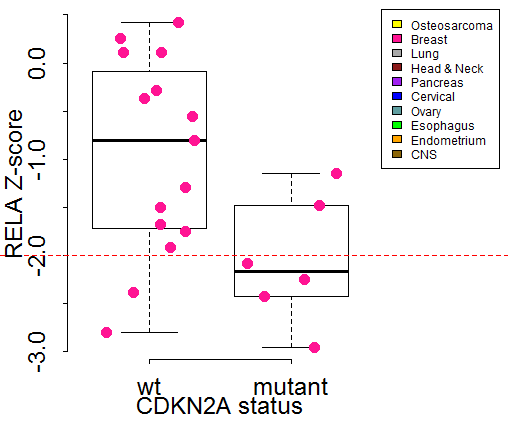 Osteosarcoma
Breast
Lung
Head & Neck
Pancreas
Cervical
Ovary
Esophagus
Endometrium
CNS
RELA Z-score
0.0
-1.0
-2.0
-3.0
wt mutant
CDKN2A status